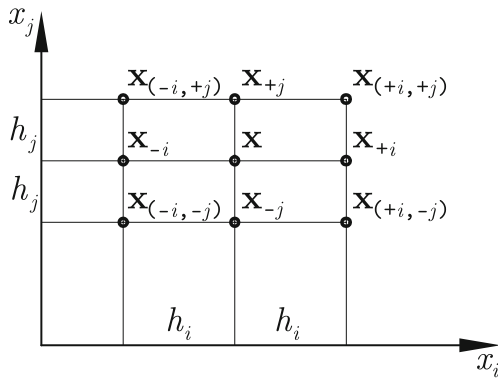 x_j
𝐱_(-i,+j) 𝐱_+j 𝐱_(+i,+j)
h_j
𝐱_-i 𝐱 𝐱_+i
h_j
𝐱_(-i,-j) 𝐱_-j 𝐱_(+i,-j)
h_i h_i
x_i